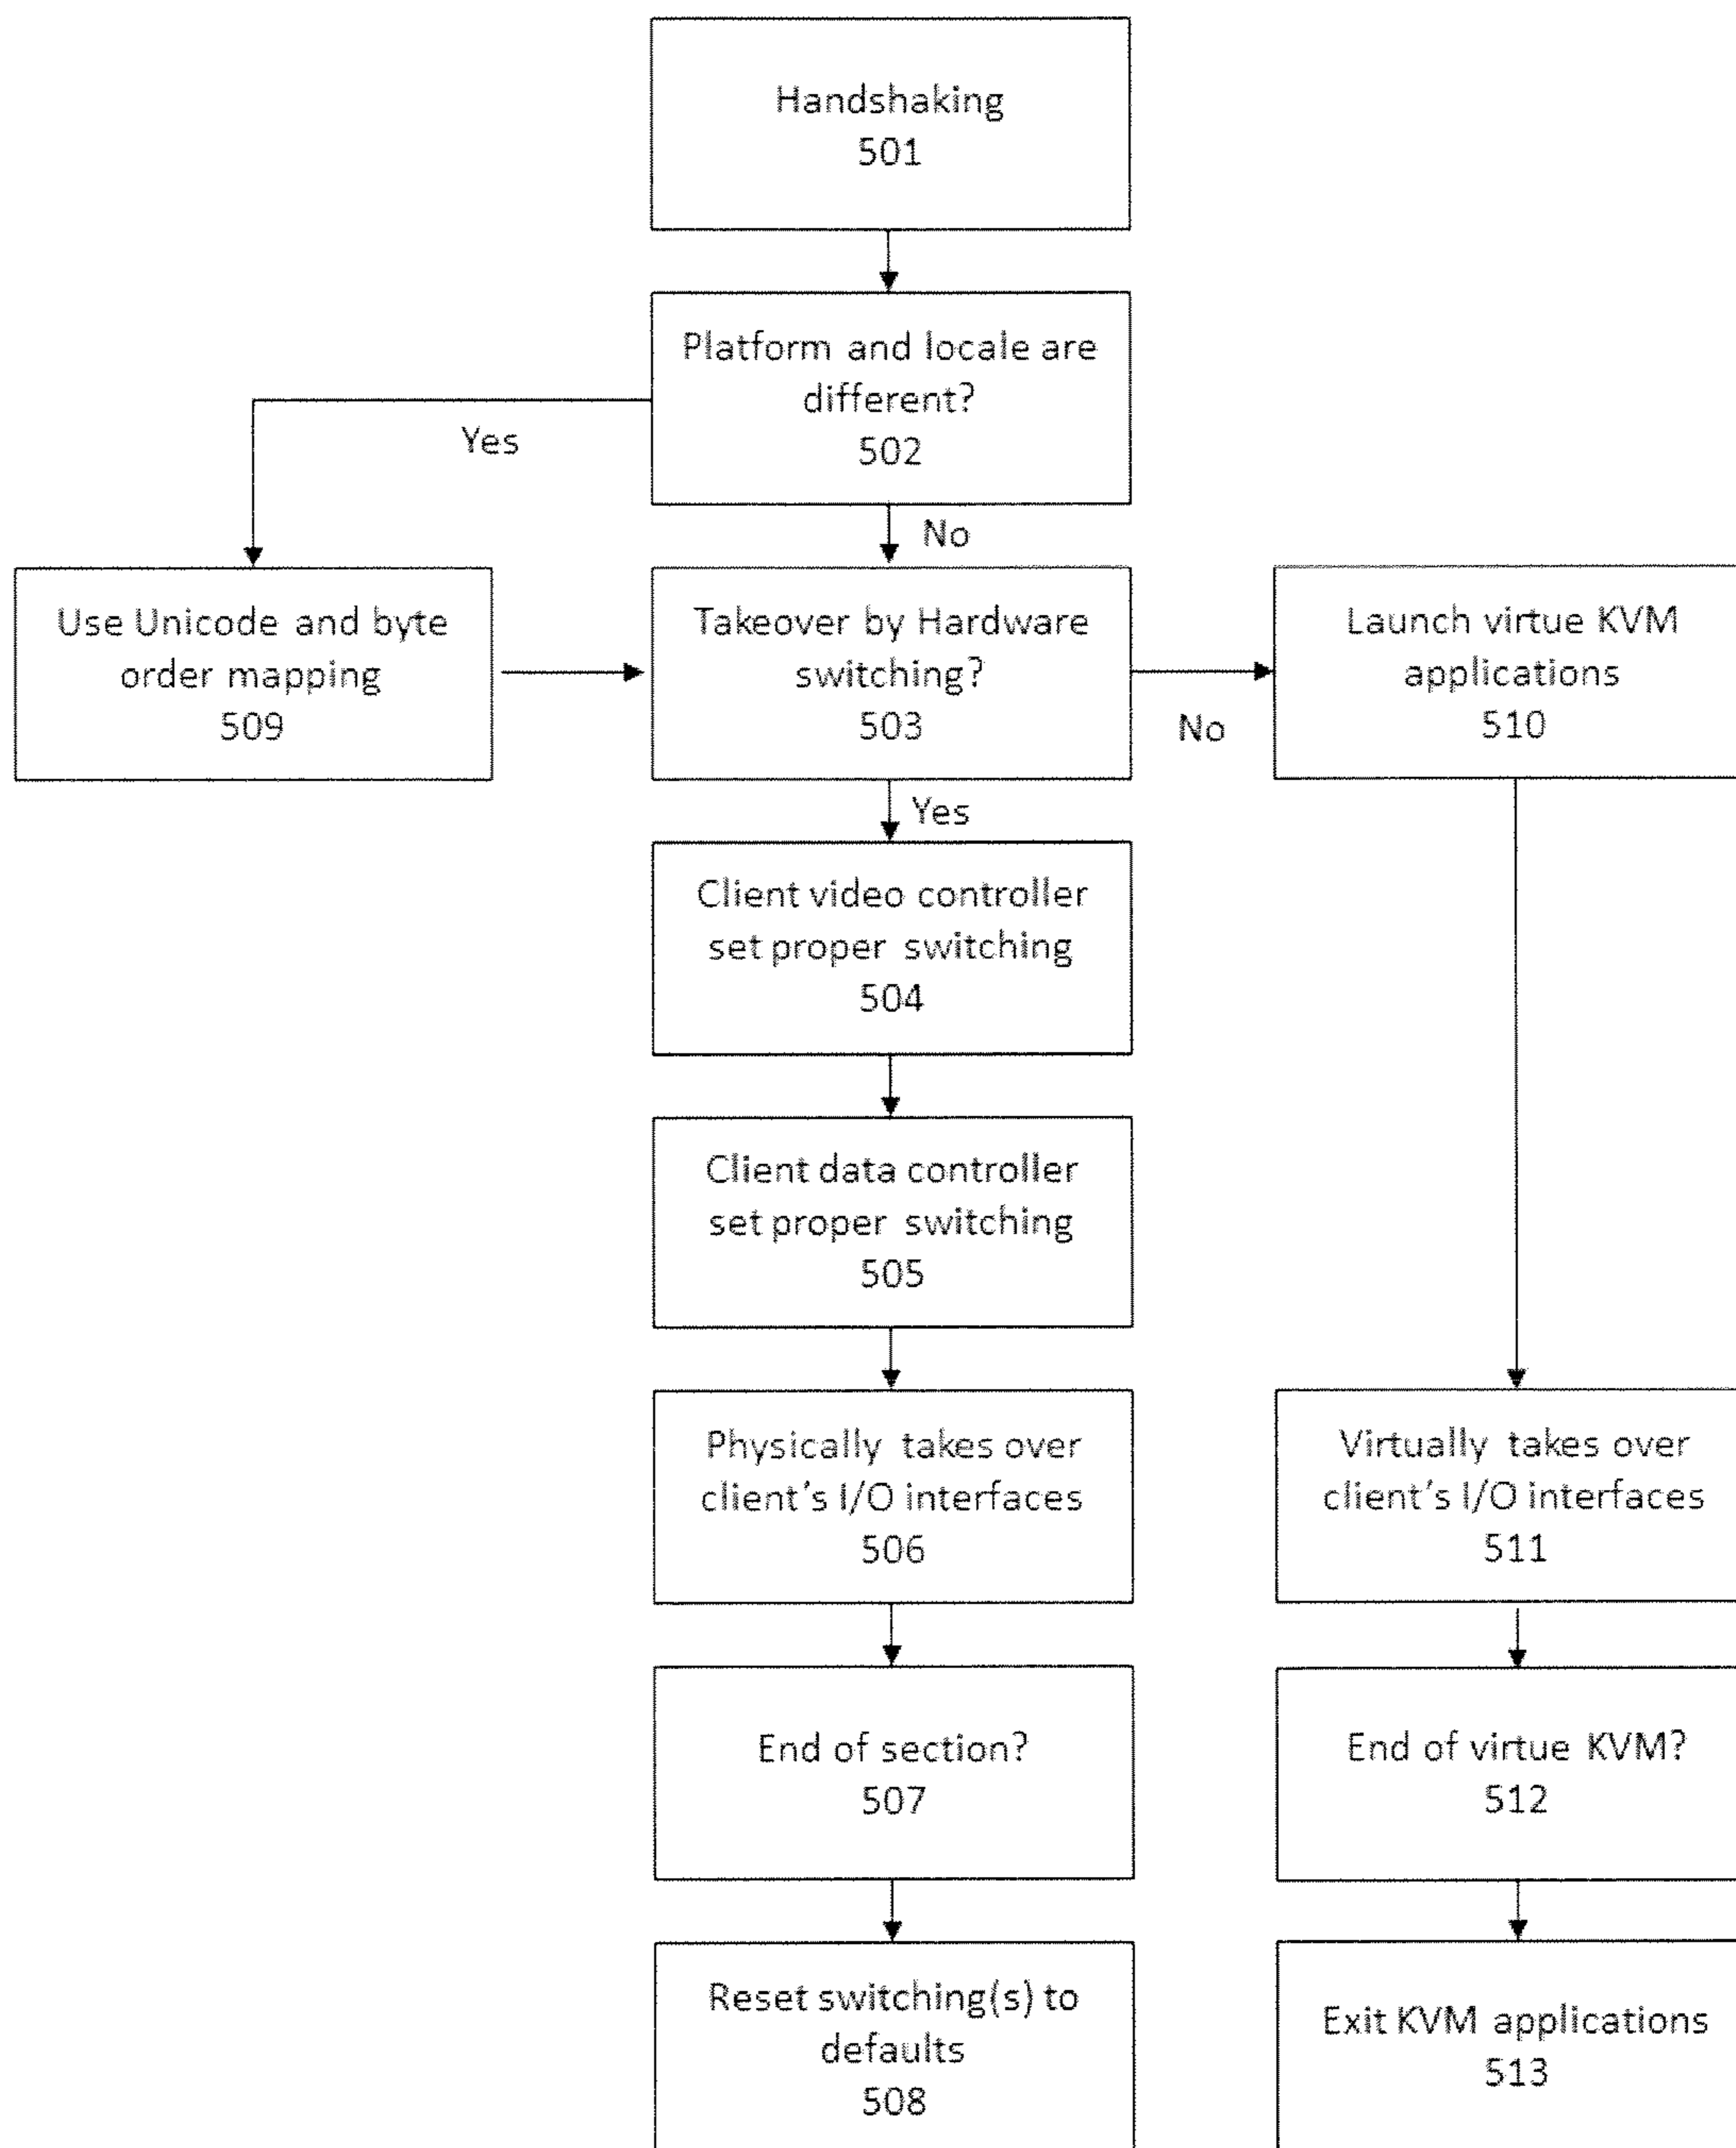 Handshaking
501
Platform and locale are
different?
502
Yes
No
Use Unicode and byte
order mapping
509
Takeover by Hardware
switching?
503
No
Launch virtue KVM
applications
510
Yes
Client video controller
set proper switching
504
Client data controller
set proper switching
505
Physically takes over
client's I/O interfaces
506
Virtually takes over
client's I/O interfaces
511
End of section?
507
End of virtue KVM?
512
Reset switching(s) to
defaults
508
Exit KVM applications
513